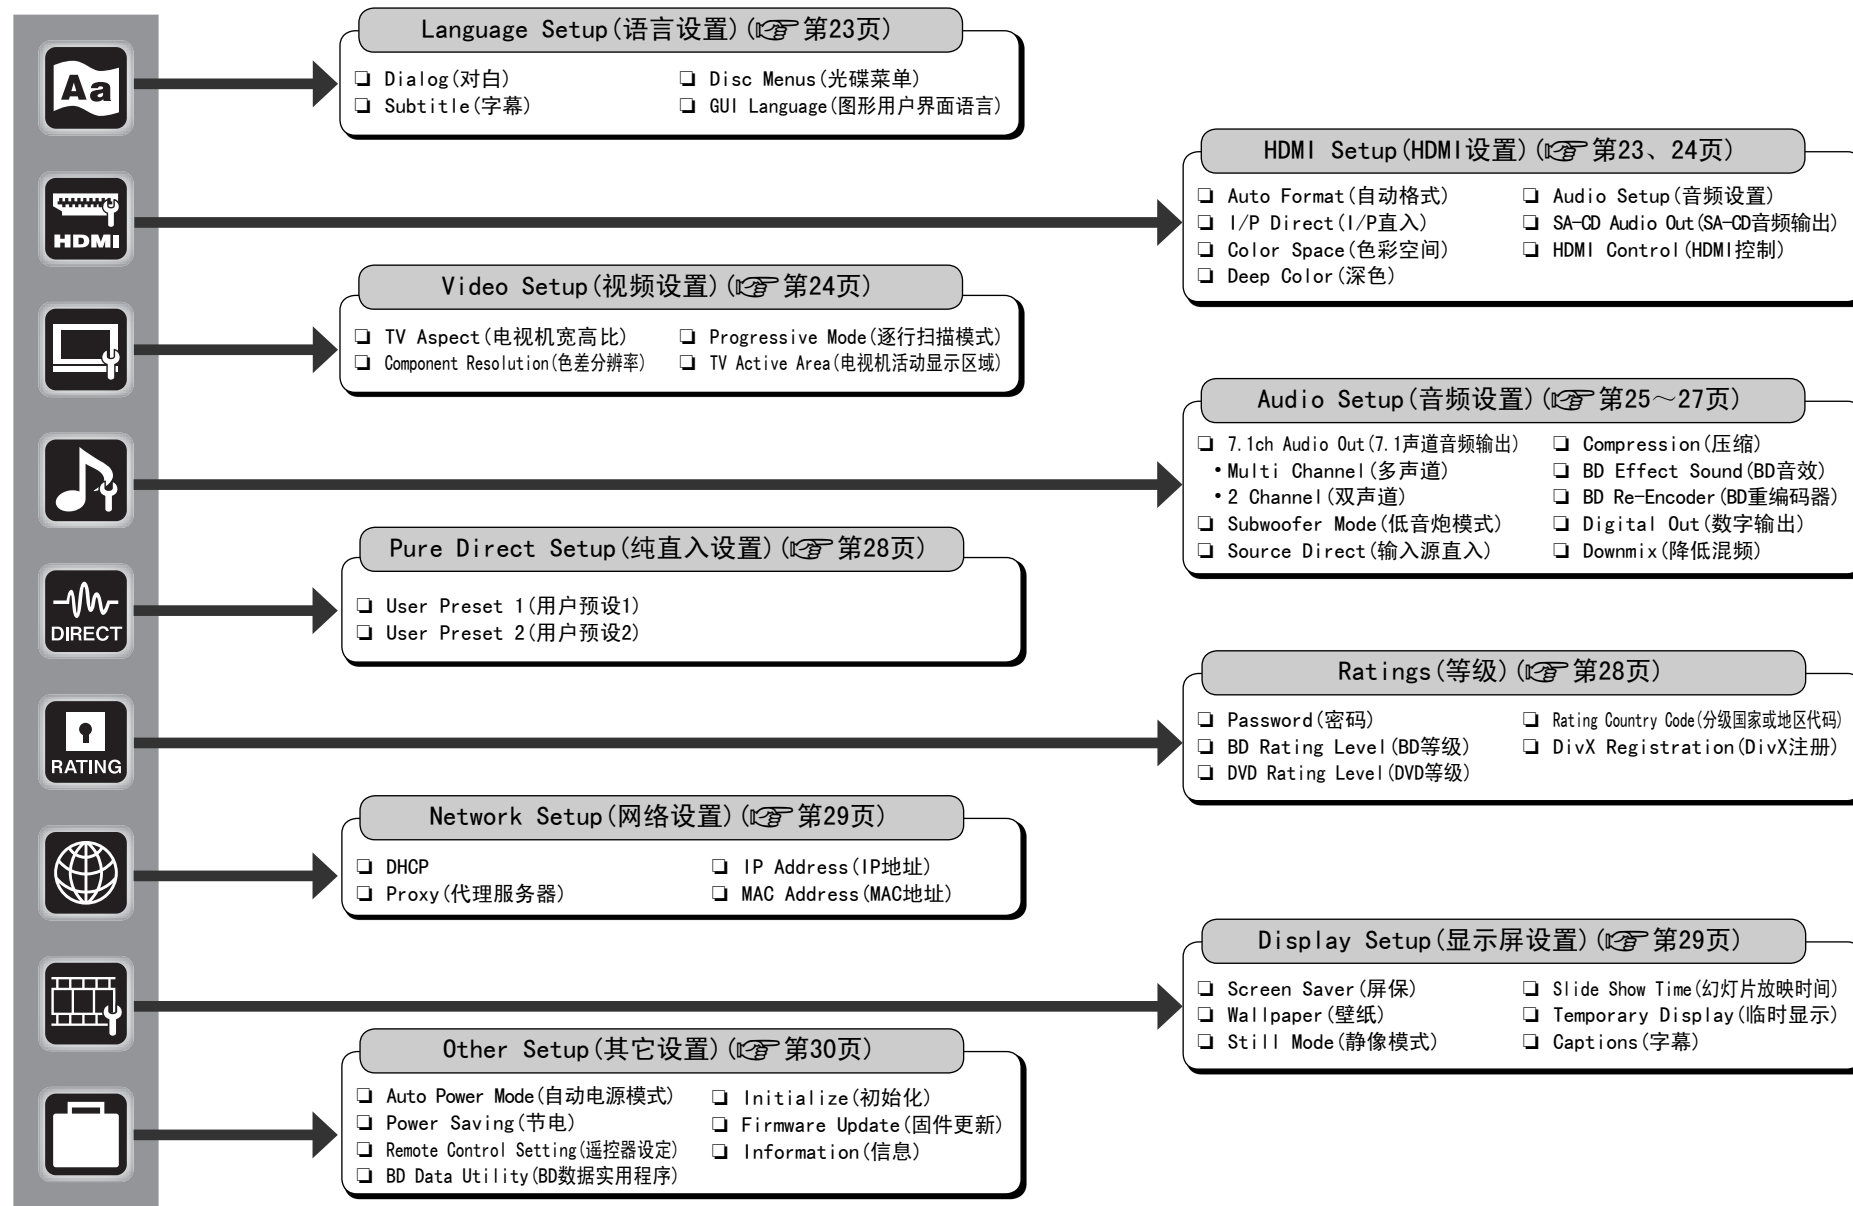 Aa
Language Setup(语言设置)(☞第23页)
❏ Dialog(对白)
❏ Subtitle(字幕)
❏ Disc Menus(光碟菜单)
❏ GUI Language(图形用户界面语言)
HDMI
HDMI Setup(HDMI设置)(☞第23、24页)
❏ Auto Format(自动格式)
❏ I/P Direct(I/P直入)
❏ Color Space(色彩空间)
❏ Deep Color(深色)
❏ Audio Setup(音频设置)
❏ SA-CD Audio Out(SA-CD音频输出)
❏ HDMI Control(HDMI控制)
Video Setup(视频设置)(☞第24页)
❏ TV Aspect(电视机宽高比)
❏ Component Resolution(色差分辨率)
❏ Progressive Mode(逐行扫描模式)
❏ TV Active Area(电视机活动显示区域)
Audio Setup(音频设置)(☞第25～27页)
❏ 7.1ch Audio Out(7.1声道音频输出)
•Multi Channel(多声道)
•2 Channel(双声道)
❏ Subwoofer Mode(低音炮模式)
❏ Source Direct(输入源直入)
❏ Compression(压缩)
❏ BD Effect Sound(BD音效)
❏ BD Re-Encoder(BD重编码器)
❏ Digital Out(数字输出)
❏ Downmix(降低混频)
DIRECT
Pure Direct Setup(纯直入设置)(☞第28页)
❏ User Preset 1(用户预设1)
❏ User Preset 2(用户预设2)
RATING
Ratings(等级)(☞第28页)
❏ Password(密码)
❏ BD Rating Level(BD等级)
❏ DVD Rating Level(DVD等级)
❏ Rating Country Code(分级国家或地区代码)
❏ DivX Registration(DivX注册)
Network Setup(网络设置)(☞第29页)
❏ DHCP
❏ Proxy(代理服务器)
❏ IP Address(IP地址)
❏ MAC Address(MAC地址)
Display Setup(显示屏设置)(☞第29页)
❏ Screen Saver(屏保)
❏ Wallpaper(壁纸)
❏ Still Mode(静像模式)
❏ Slide Show Time(幻灯片放映时间)
❏ Temporary Display(临时显示)
❏ Captions(字幕)
Other Setup(其它设置)(☞第30页)
❏ Auto Power Mode(自动电源模式)
❏ Power Saving(节电)
❏ Remote Control Setting(遥控器设定)
❏ BD Data Utility(BD数据实用程序)
❏ Initialize(初始化)
❏ Firmware Update(固件更新)
❏ Information(信息)